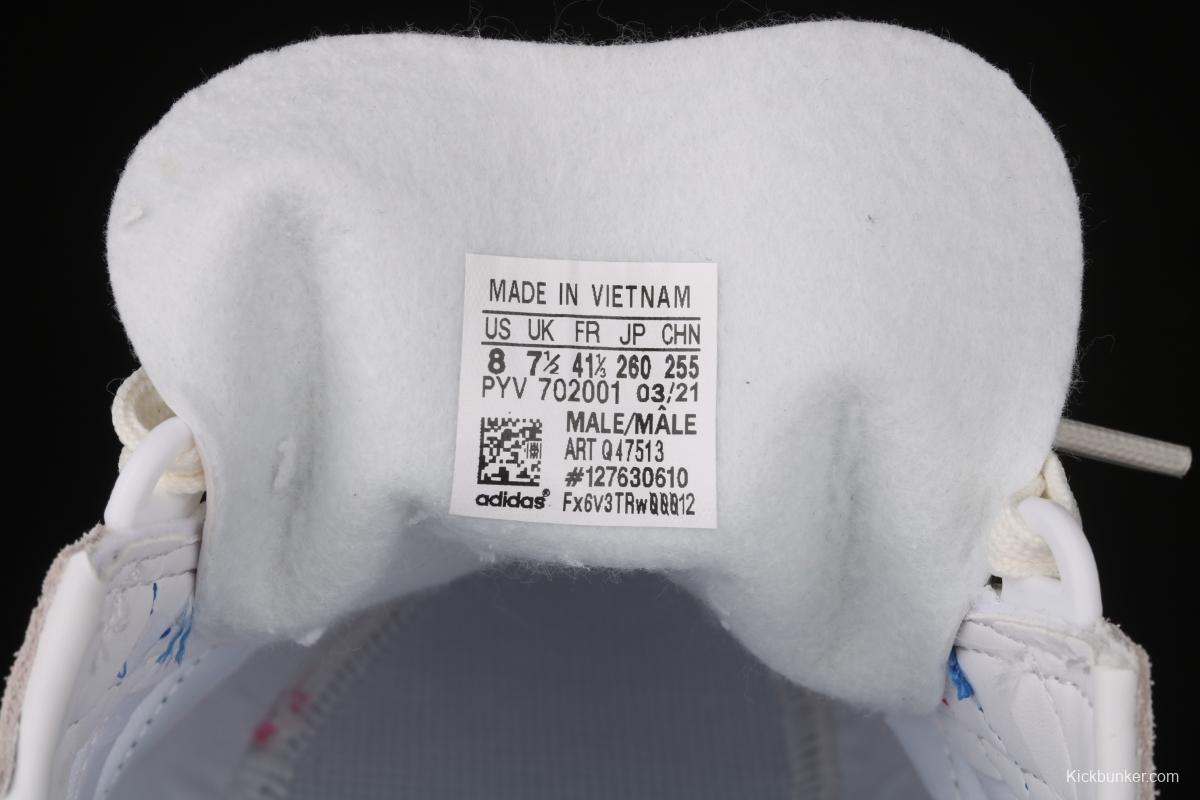 MADE IN VIETNAM
US UK FR JP CHN
8 7½ 41⅓ 260 255
PYV 702001 03/21
MALE/MÂLE
ART Q47513
#127630610
adidas®
Kickbunker.com